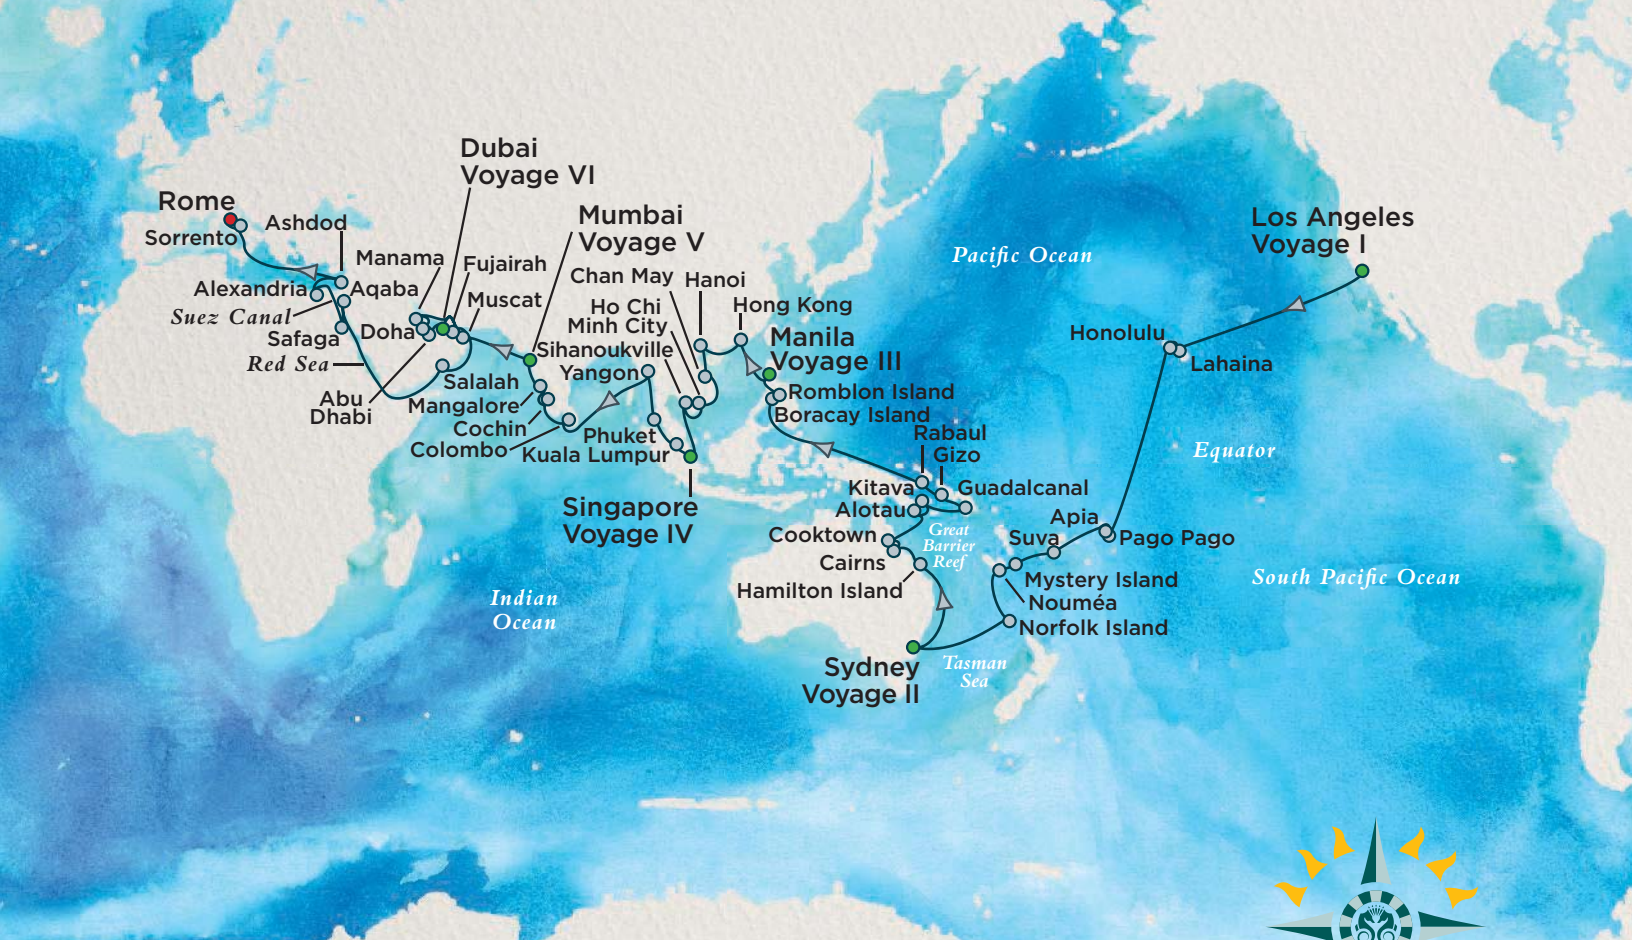 Dubai
Voyage VI
Rome
Sorrento
Ashdod
Mumbai
Voyage V
Los Angeles
Voyage I
Pacific Ocean
Manama
Fujairah
Chan May
Hanoi
Alexandria
Aqaba
Muscat
Ho Chi
Minh City
Hong Kong
Suez Canal
Safaga
Doha
Manila
Voyage III
Honolulu
Lahaina
Red Sea
Sihanoukville
Yangon
Salalah
Abu
Dhabi
Mangalore
Romblon Island
Boracay Island
Cochin
Colombo
Phuket
Kuala Lumpur
Rabaul
Gizo
Equator
Kitava
Guadalcanal
Alotau
Singapore
Voyage IV
Cooktown
Great
Barrier
Reef
Apia
Suva
Pago Pago
Cairns
Hamilton Island
Mystery Island
Nouméa
Norfolk Island
South Pacific Ocean
Indian
Ocean
Sydney
Voyage II
Tasman
Sea